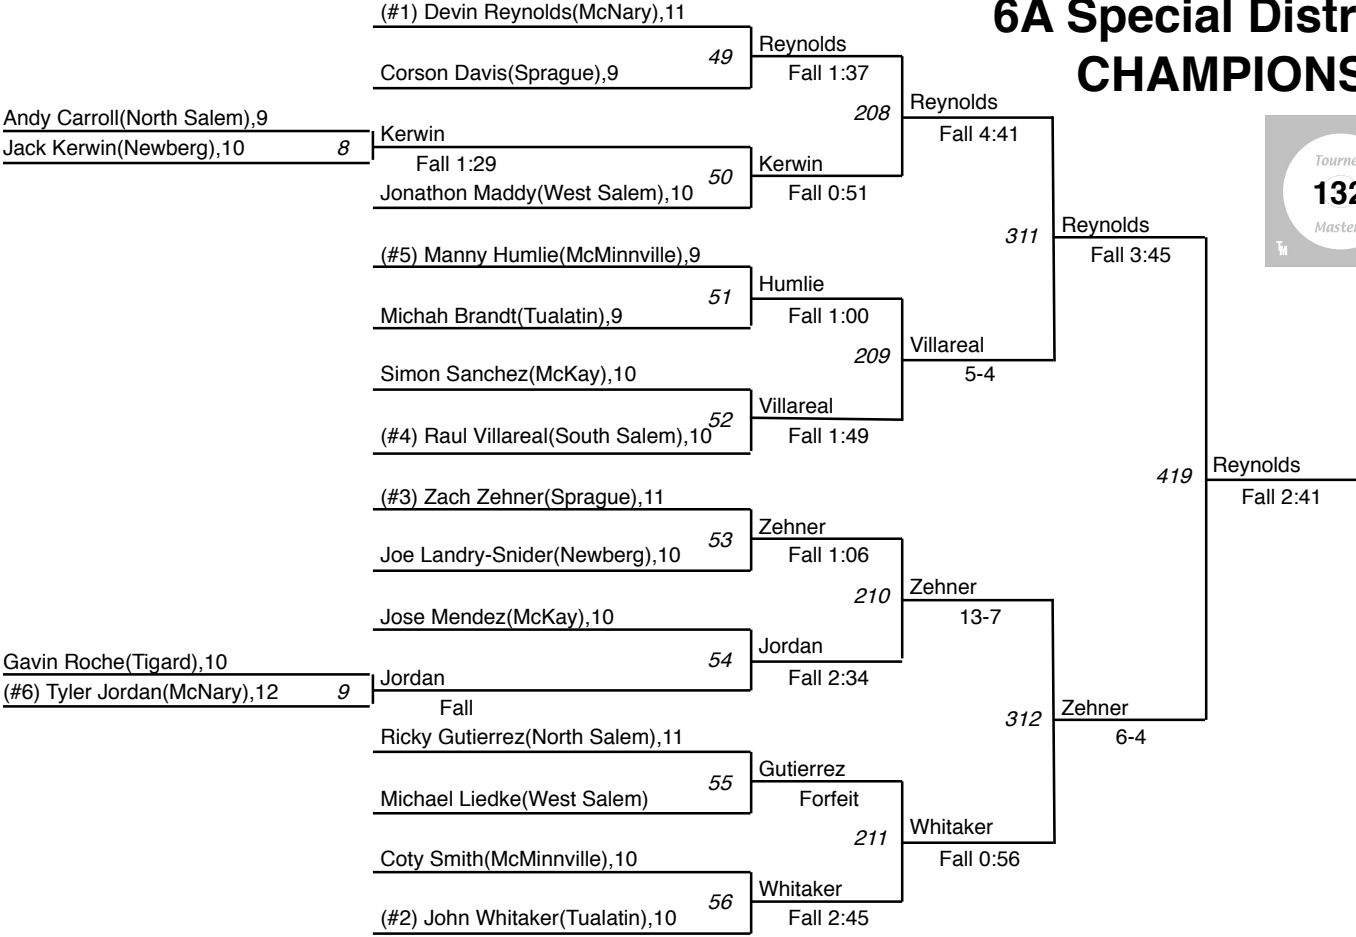 (#1) Devin Reynolds(McNary),11
6A Special Distr
49
Reynolds
Fall 1:37
Corson Davis(Sprague),9
CHAMPIONS
Andy Carroll(North Salem),9
Jack Kerwin(Newberg),10
8
Kerwin
Fall 1:29
208
Reynolds
Fall 4:41
50
Kerwin
Fall 0:51
Jonathon Maddy(West Salem),10
Tourne
132
Master
TM
311
Reynolds
Fall 3:45
(#5) Manny Humlie(McMinnville),9
51
Humlie
Fall 1:00
Michah Brandt(Tualatin),9
209
Villareal
5-4
Simon Sanchez(McKay),10
52
Villareal
Fall 1:49
(#4) Raul Villareal(South Salem),10
419
Reynolds
Fall 2:41
(#3) Zach Zehner(Sprague),11
53
Zehner
Fall 1:06
Joe Landry-Snider(Newberg),10
210
Zehner
13-7
Jose Mendez(McKay),10
54
Jordan
Fall 2:34
Gavin Roche(Tigard),10
(#6) Tyler Jordan(McNary),12
9
Jordan
Fall
312
Zehner
6-4
Ricky Gutierrez(North Salem),11
55
Gutierrez
Forfeit
Michael Liedke(West Salem)
211
Whitaker
Fall 0:56
Coty Smith(McMinnville),10
56
Whitaker
Fall 2:45
(#2) John Whitaker(Tualatin),10